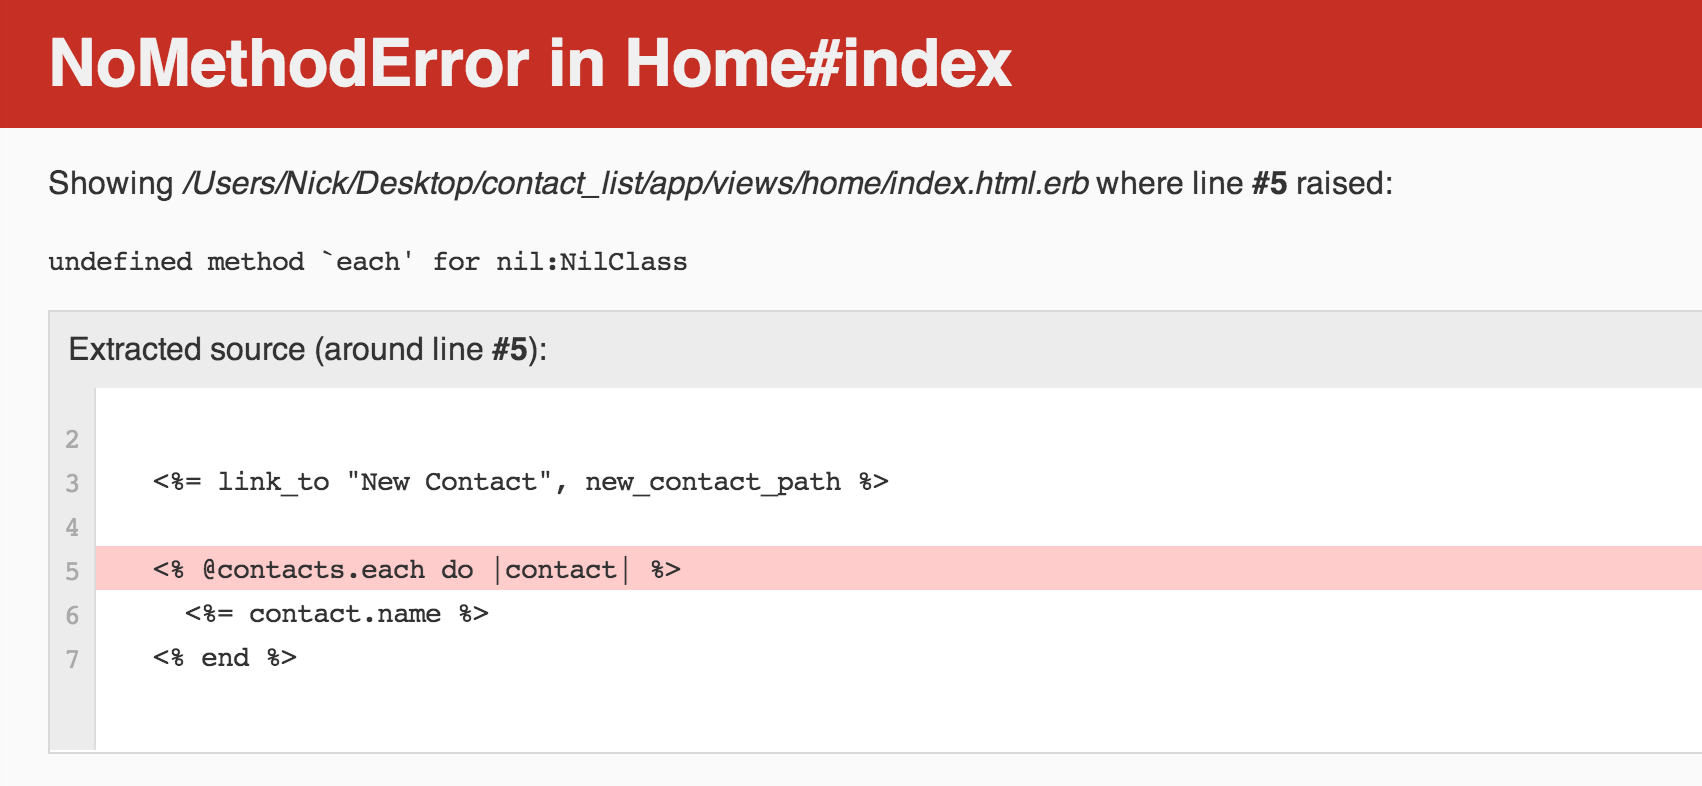 NoMethodError in Home#index
Showing /Users/Nick/Desktop/contact_list/app/views/home/index.html.erb where line #5 raised:
undefined method `each' for nil:NilClass
Extracted source (around line #5):
2
3 <%= link_to "New Contact", new_contact_path %>
4
5 <% @contacts.each do |contact| %>
6 <%= contact.name %>
7 <% end %>